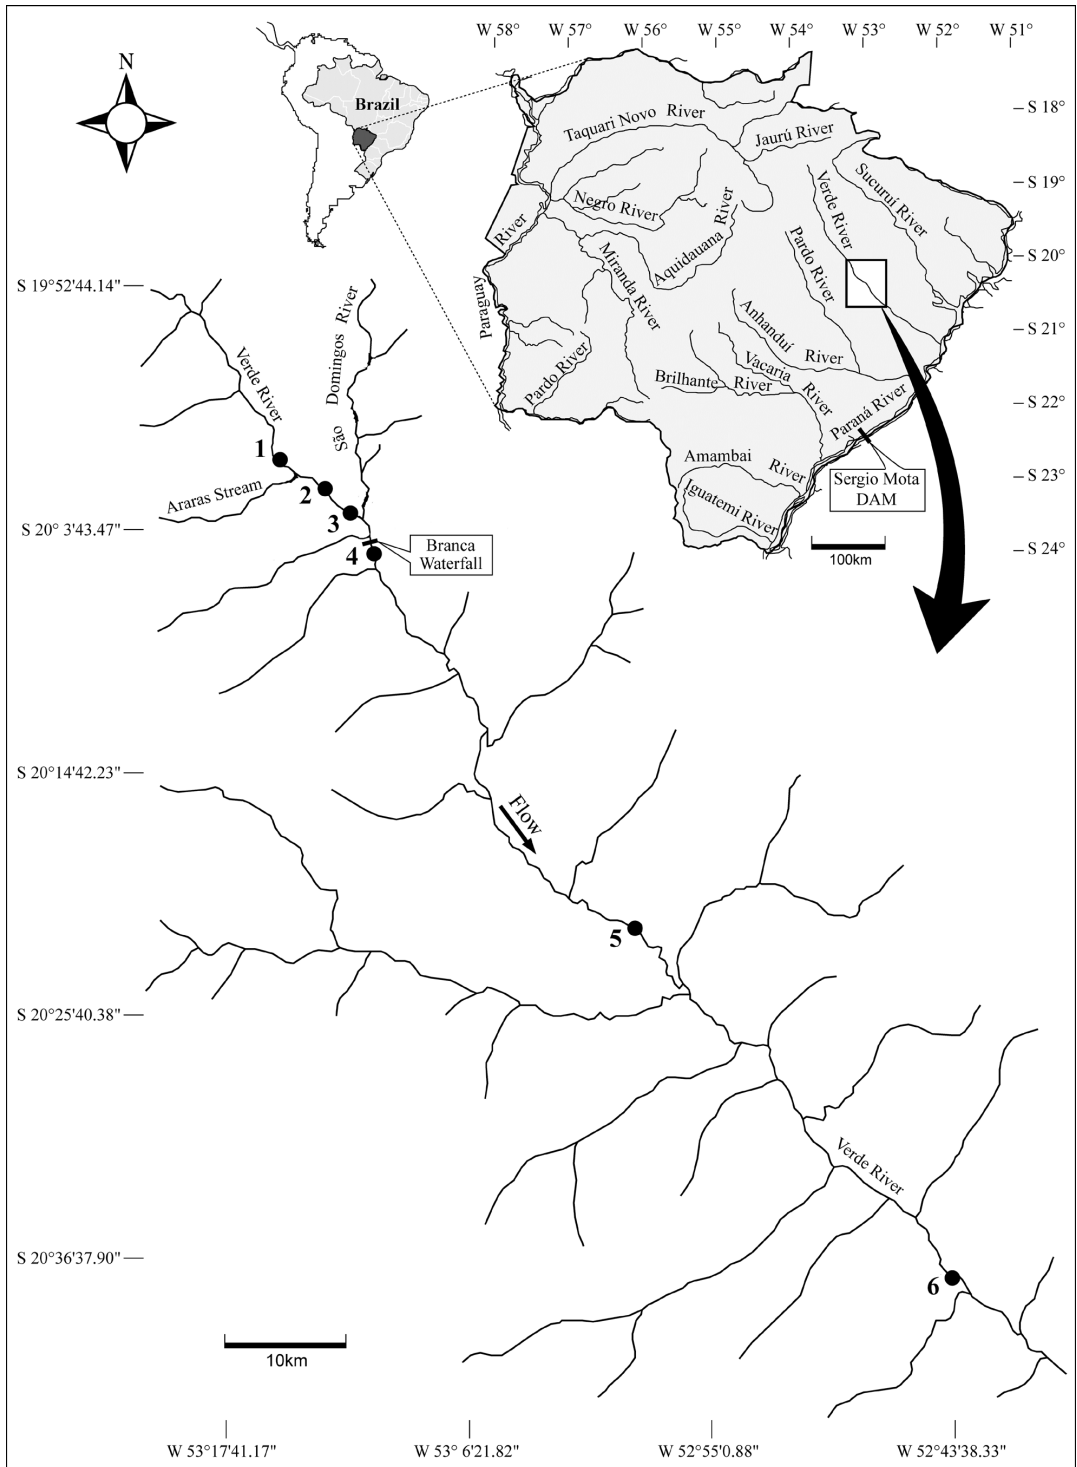 W 58° W 57° W 56° W 55° W 54° W 53° W 52° W 51°
N
Brazil
S 18°
S 19°
S 20°
S 21°
S 22°
S 23°
S 24°
Taquari Novo River
Jaurú River
Sucuruí River
Verde River
Negro River
Aquidauana River
Pardo River
Paraguay River
Miranda River
Anhanduí River
Vacaria River
Brilhante River
Pardo River
Paraná River
Amambai River
Iguatemi River
Sergio Mota
DAM
100km
S 19°52'44.14"
Verde River
São Domingos River
1
Araras Stream
2
3
S 20° 3'43.47"
4
Branca
Waterfall
S 20°14'42.23"
Flow
5
S 20°25'40.38"
Verde River
S 20°36'37.90"
6
10km
W 53°17'41.17" W 53° 6'21.82" W 52°55'0.88" W 52°43'38.33"